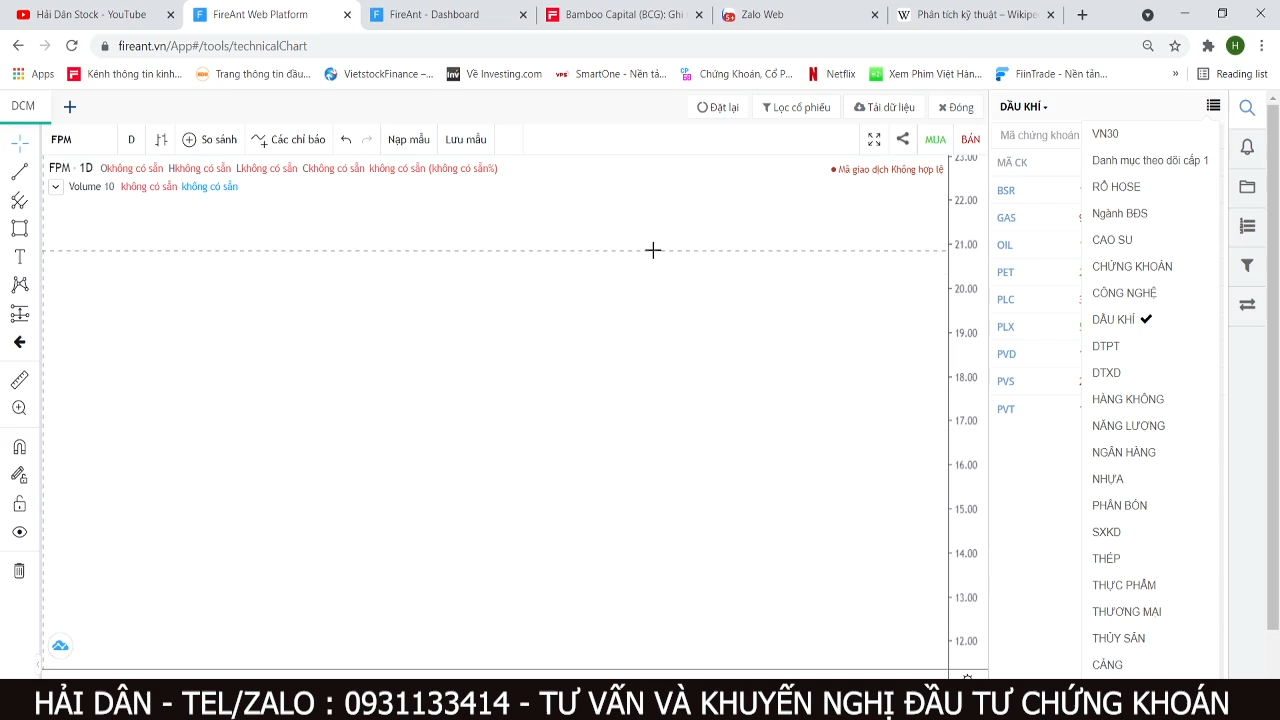 Hải Dân Stock - YouTube
FireAnt Web Platform
FireAnt - Dashboard
Bamboo Capital (BCG): Ghi
Zalo Web
Phân tích kỹ thuật – Wikipe
fireant.vn/App#/tools/technicalChart
H
Apps
Kênh thông tin kinh...
Trang thông tin đầu...
VietstockFinance –...
Về Investing.com
SmartOne - Nền tả...
Chứng Khoán, Cổ P...
Netflix
Xem Phim Việt Hàn...
FiinTrade - Nền tản...
»
Reading list
DCM
Đặt lại
Lọc cổ phiếu
Tải dữ liệu
Đóng
DẦU KHÍ
FPM
D
So sánh
Các chỉ báo
Nạp mẫu
Lưu mẫu
MUA
BÁN
FPM · 1D Okhông có sẵn Hkhông có sẵn Lkhông có sẵn Ckhông có sẵn không có sẵn (không có sẵn%)
Mã giao dịch Không hợp lệ
Volume 10 không có sẵn không có sẵn
23.00
22.00
21.00
20.00
19.00
18.00
17.00
16.00
15.00
14.00
13.00
12.00
Mã chứng khoán
MÃ CK
BSR
GAS
OIL
PET
PLC
PLX
PVD
PVS
PVT
VN30
Danh mục theo dõi cấp 1
RỔ HOSE
Ngành BĐS
CAO SU
CHỨNG KHOÁN
CÔNG NGHỆ
DẦU KHÍ
DTPT
DTXD
HÀNG KHÔNG
NĂNG LƯỢNG
NGÂN HÀNG
NHỰA
PHÂN BÓN
SXKD
THÉP
THỰC PHẨM
THƯƠNG MẠI
THỦY SẢN
CẢNG
HẢI DÂN - TEL/ZALO : 0931133414 - TƯ VẤN VÀ KHUYẾN NGHỊ ĐẦU TƯ CHỨNG KHOÁN